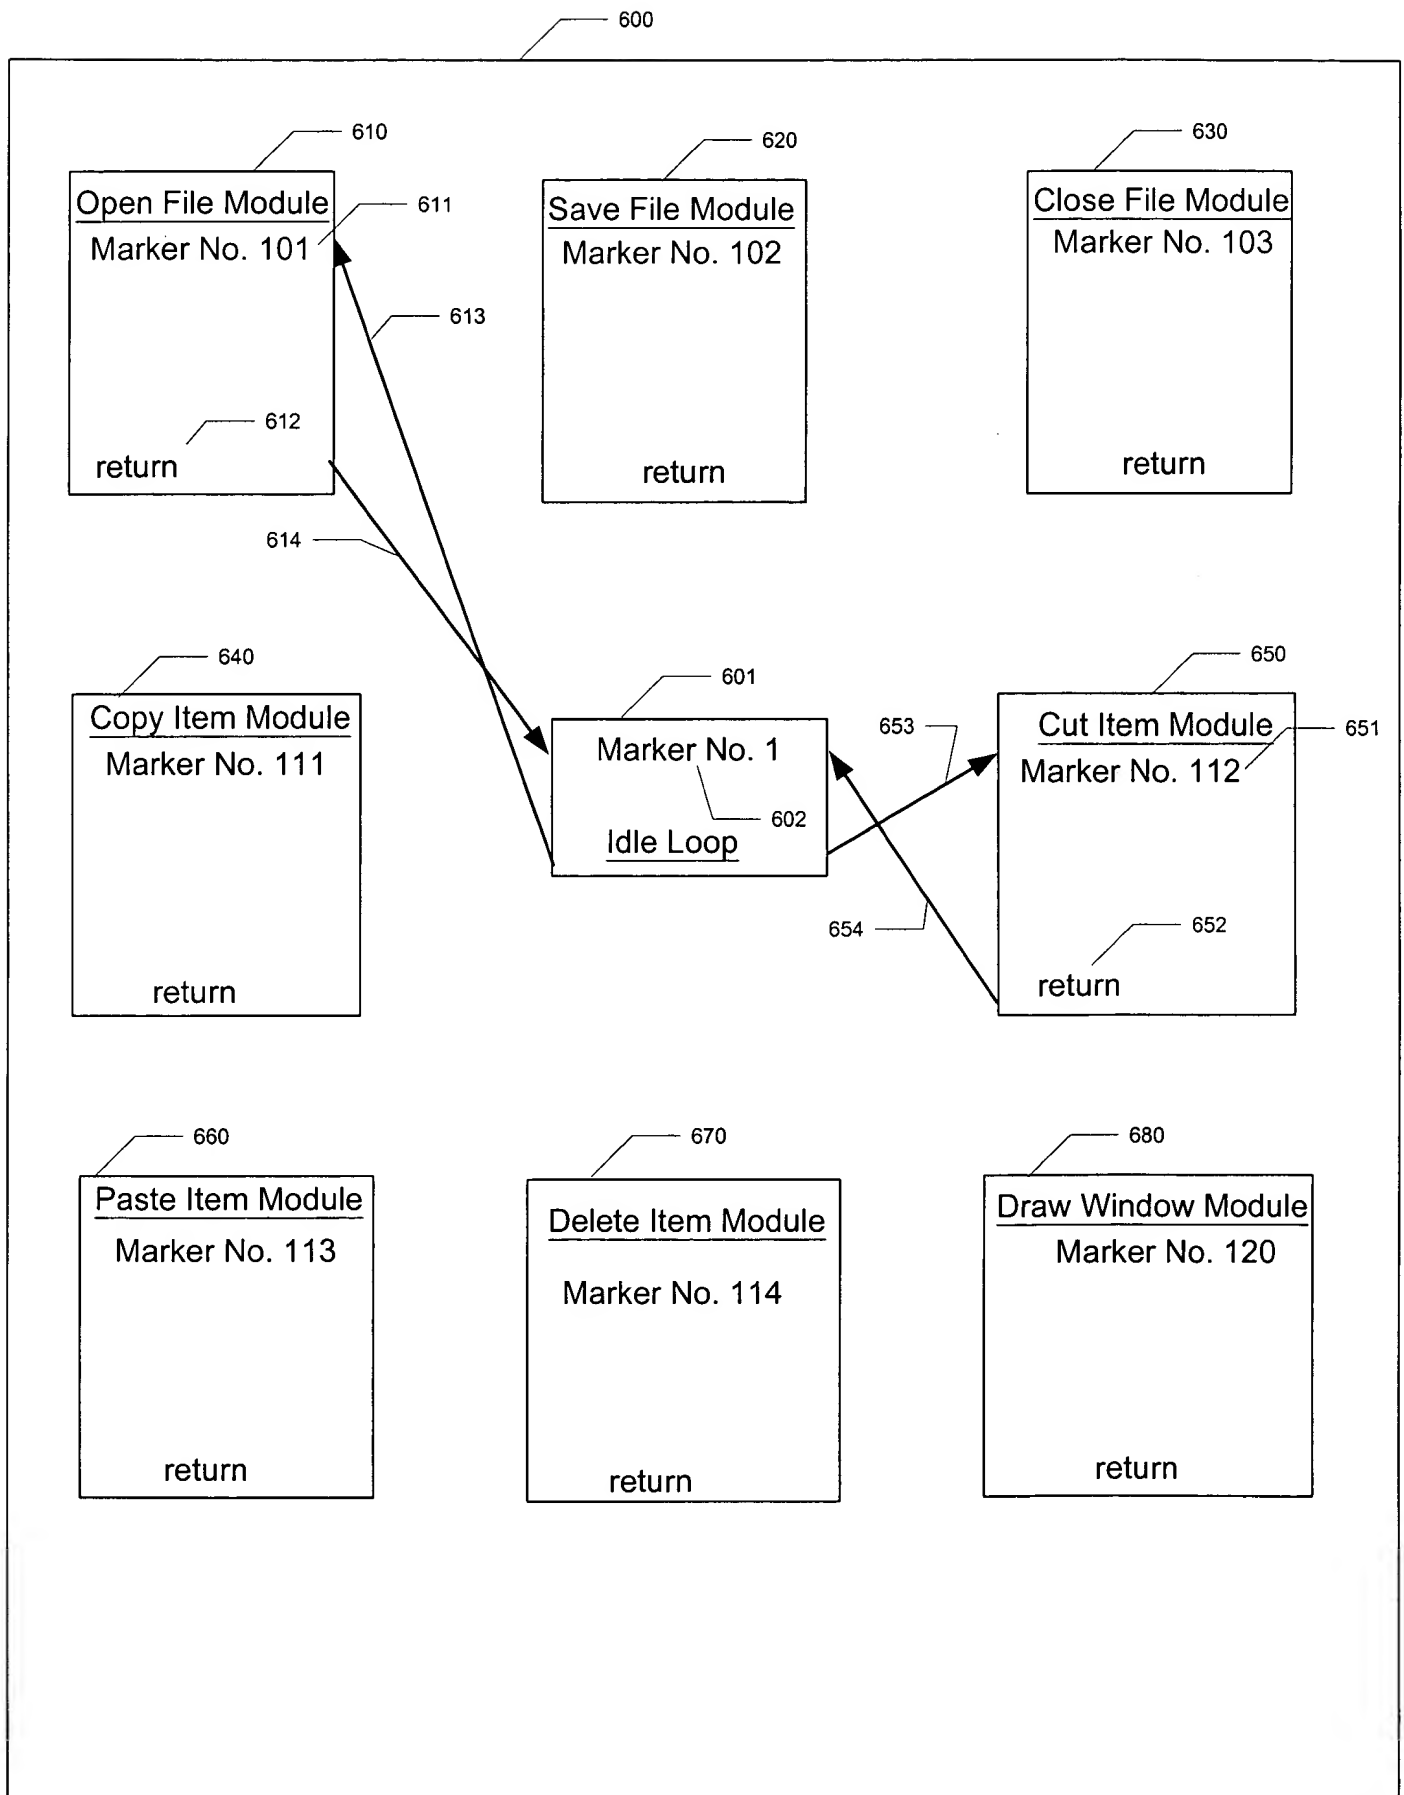 600
610
620
630
Open File Module
611
Marker No. 101
Save File Module
Marker No. 102
Close File Module
Marker No. 103
613
612
return
return
return
614
640
601
650
Copy Item Module
Marker No. 111
Marker No. 1
602
Idle Loop
653
Cut Item Module
651
Marker No. 112
654
652
return
return
660
670
680
Paste Item Module
Marker No. 113
Delete Item Module
Marker No. 114
Draw Window Module
Marker No. 120
return
return
return